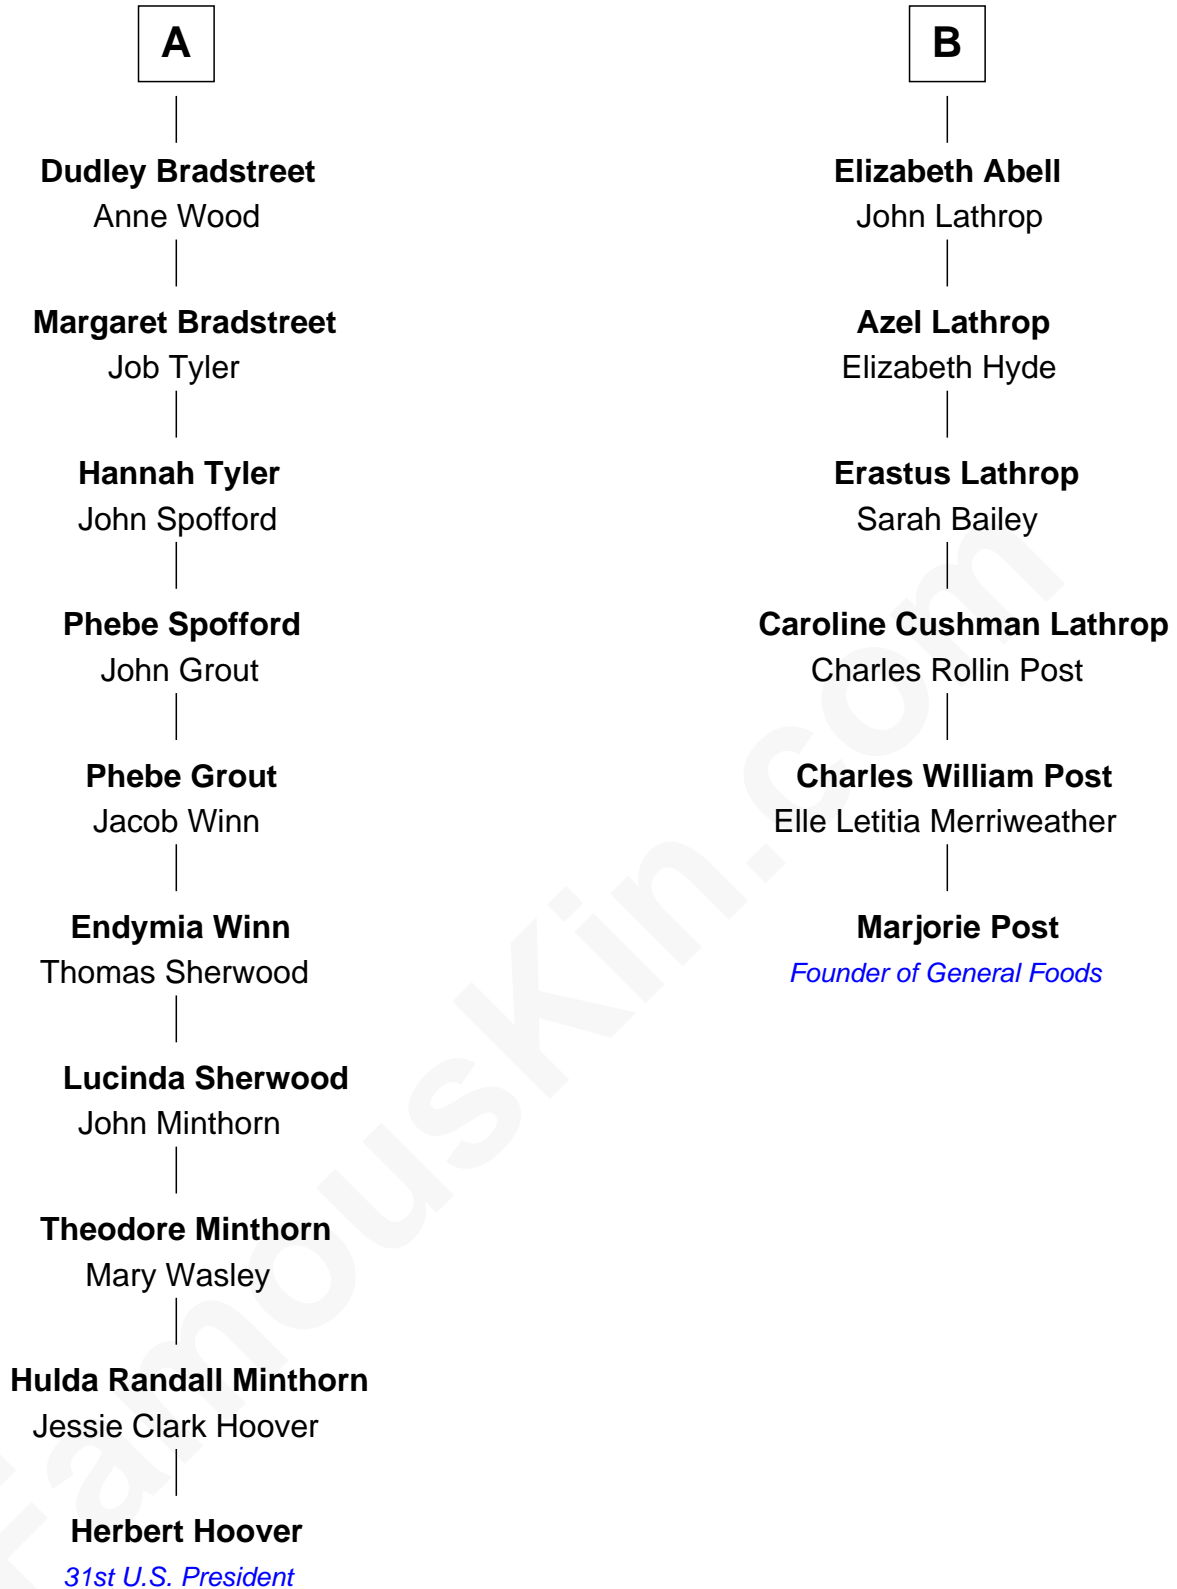 A
Dudley Bradstreet
Anne Wood
Margaret Bradstreet
Job Tyler
Hannah Tyler
John Spofford
Phebe Spofford
John Grout
Phebe Grout
Jacob Winn
Endymia Winn
Thomas Sherwood
Lucinda Sherwood
John Minthorn
Theodore Minthorn
Mary Wasley
Hulda Randall Minthorn
Jessie Clark Hoover
Herbert Hoover
31st U.S. President
B
Elizabeth Abell
John Lathrop
Azel Lathrop
Elizabeth Hyde
Erastus Lathrop
Sarah Bailey
Caroline Cushman Lathrop
Charles Rollin Post
Charles William Post
Elle Letitia Merriweather
Marjorie Post
Founder of General Foods
FamousKin.com